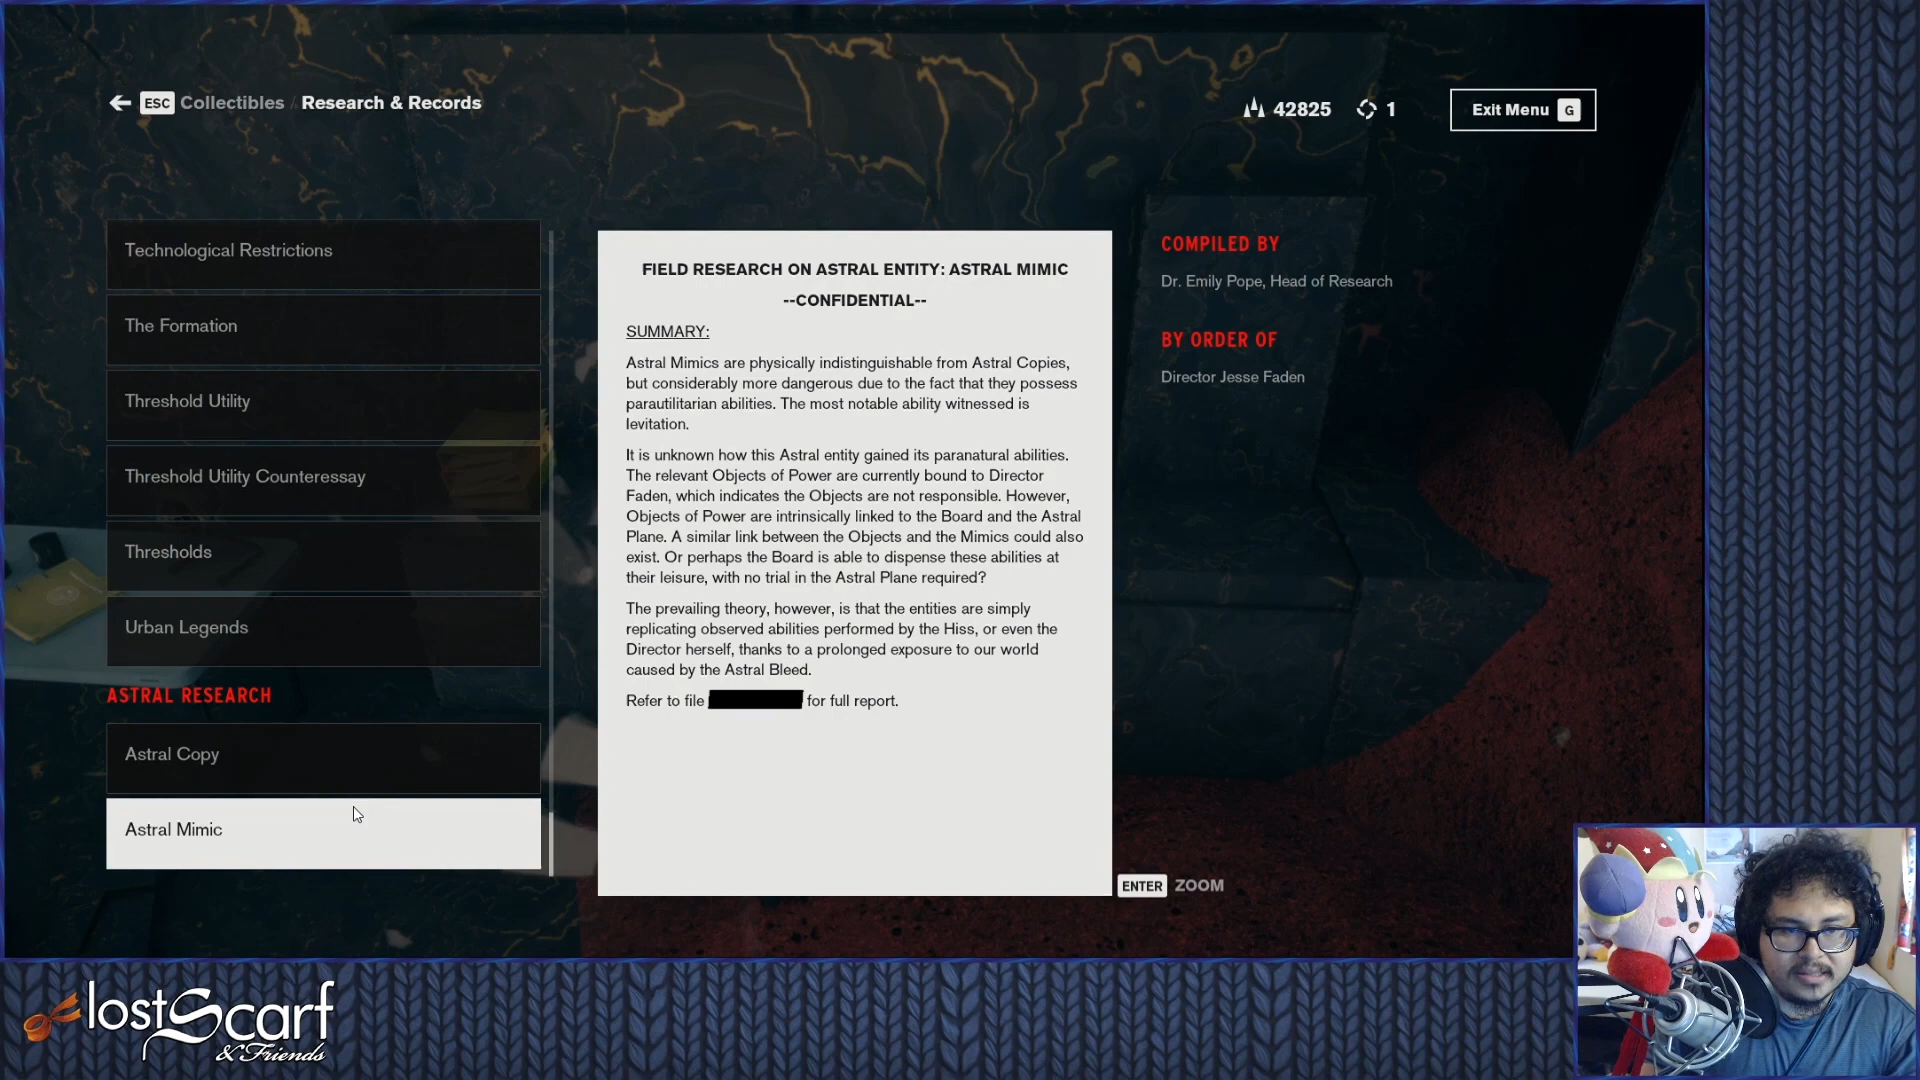 ESC Collectibles / Research & Records
42825 1
Exit Menu G
Technological Restrictions
The Formation
Threshold Utility
Threshold Utility Counteressay
Thresholds
Urban Legends
ASTRAL RESEARCH
Astral Copy
Astral Mimic
FIELD RESEARCH ON ASTRAL ENTITY: ASTRAL MIMIC
--CONFIDENTIAL--
SUMMARY:
Astral Mimics are physically indistinguishable from Astral Copies,
but considerably more dangerous due to the fact that they possess
parautilitarian abilities. The most notable ability witnessed is
levitation.
It is unknown how this Astral entity gained its paranatural abilities.
The relevant Objects of Power are currently bound to Director
Faden, which indicates the Objects are not responsible. However,
Objects of Power are intrinsically linked to the Board and the Astral
Plane. A similar link between the Objects and the Mimics could also
exist. Or perhaps the Board is able to dispense these abilities at
their leisure, with no trial in the Astral Plane required?
The prevailing theory, however, is that the entities are simply
replicating observed abilities performed by the Hiss, or even the
Director herself, thanks to a prolonged exposure to our world
caused by the Astral Bleed.
Refer to file for full report.
COMPILED BY
Dr. Emily Pope, Head of Research
BY ORDER OF
Director Jesse Faden
ENTER ZOOM
lostScarf
& Friends